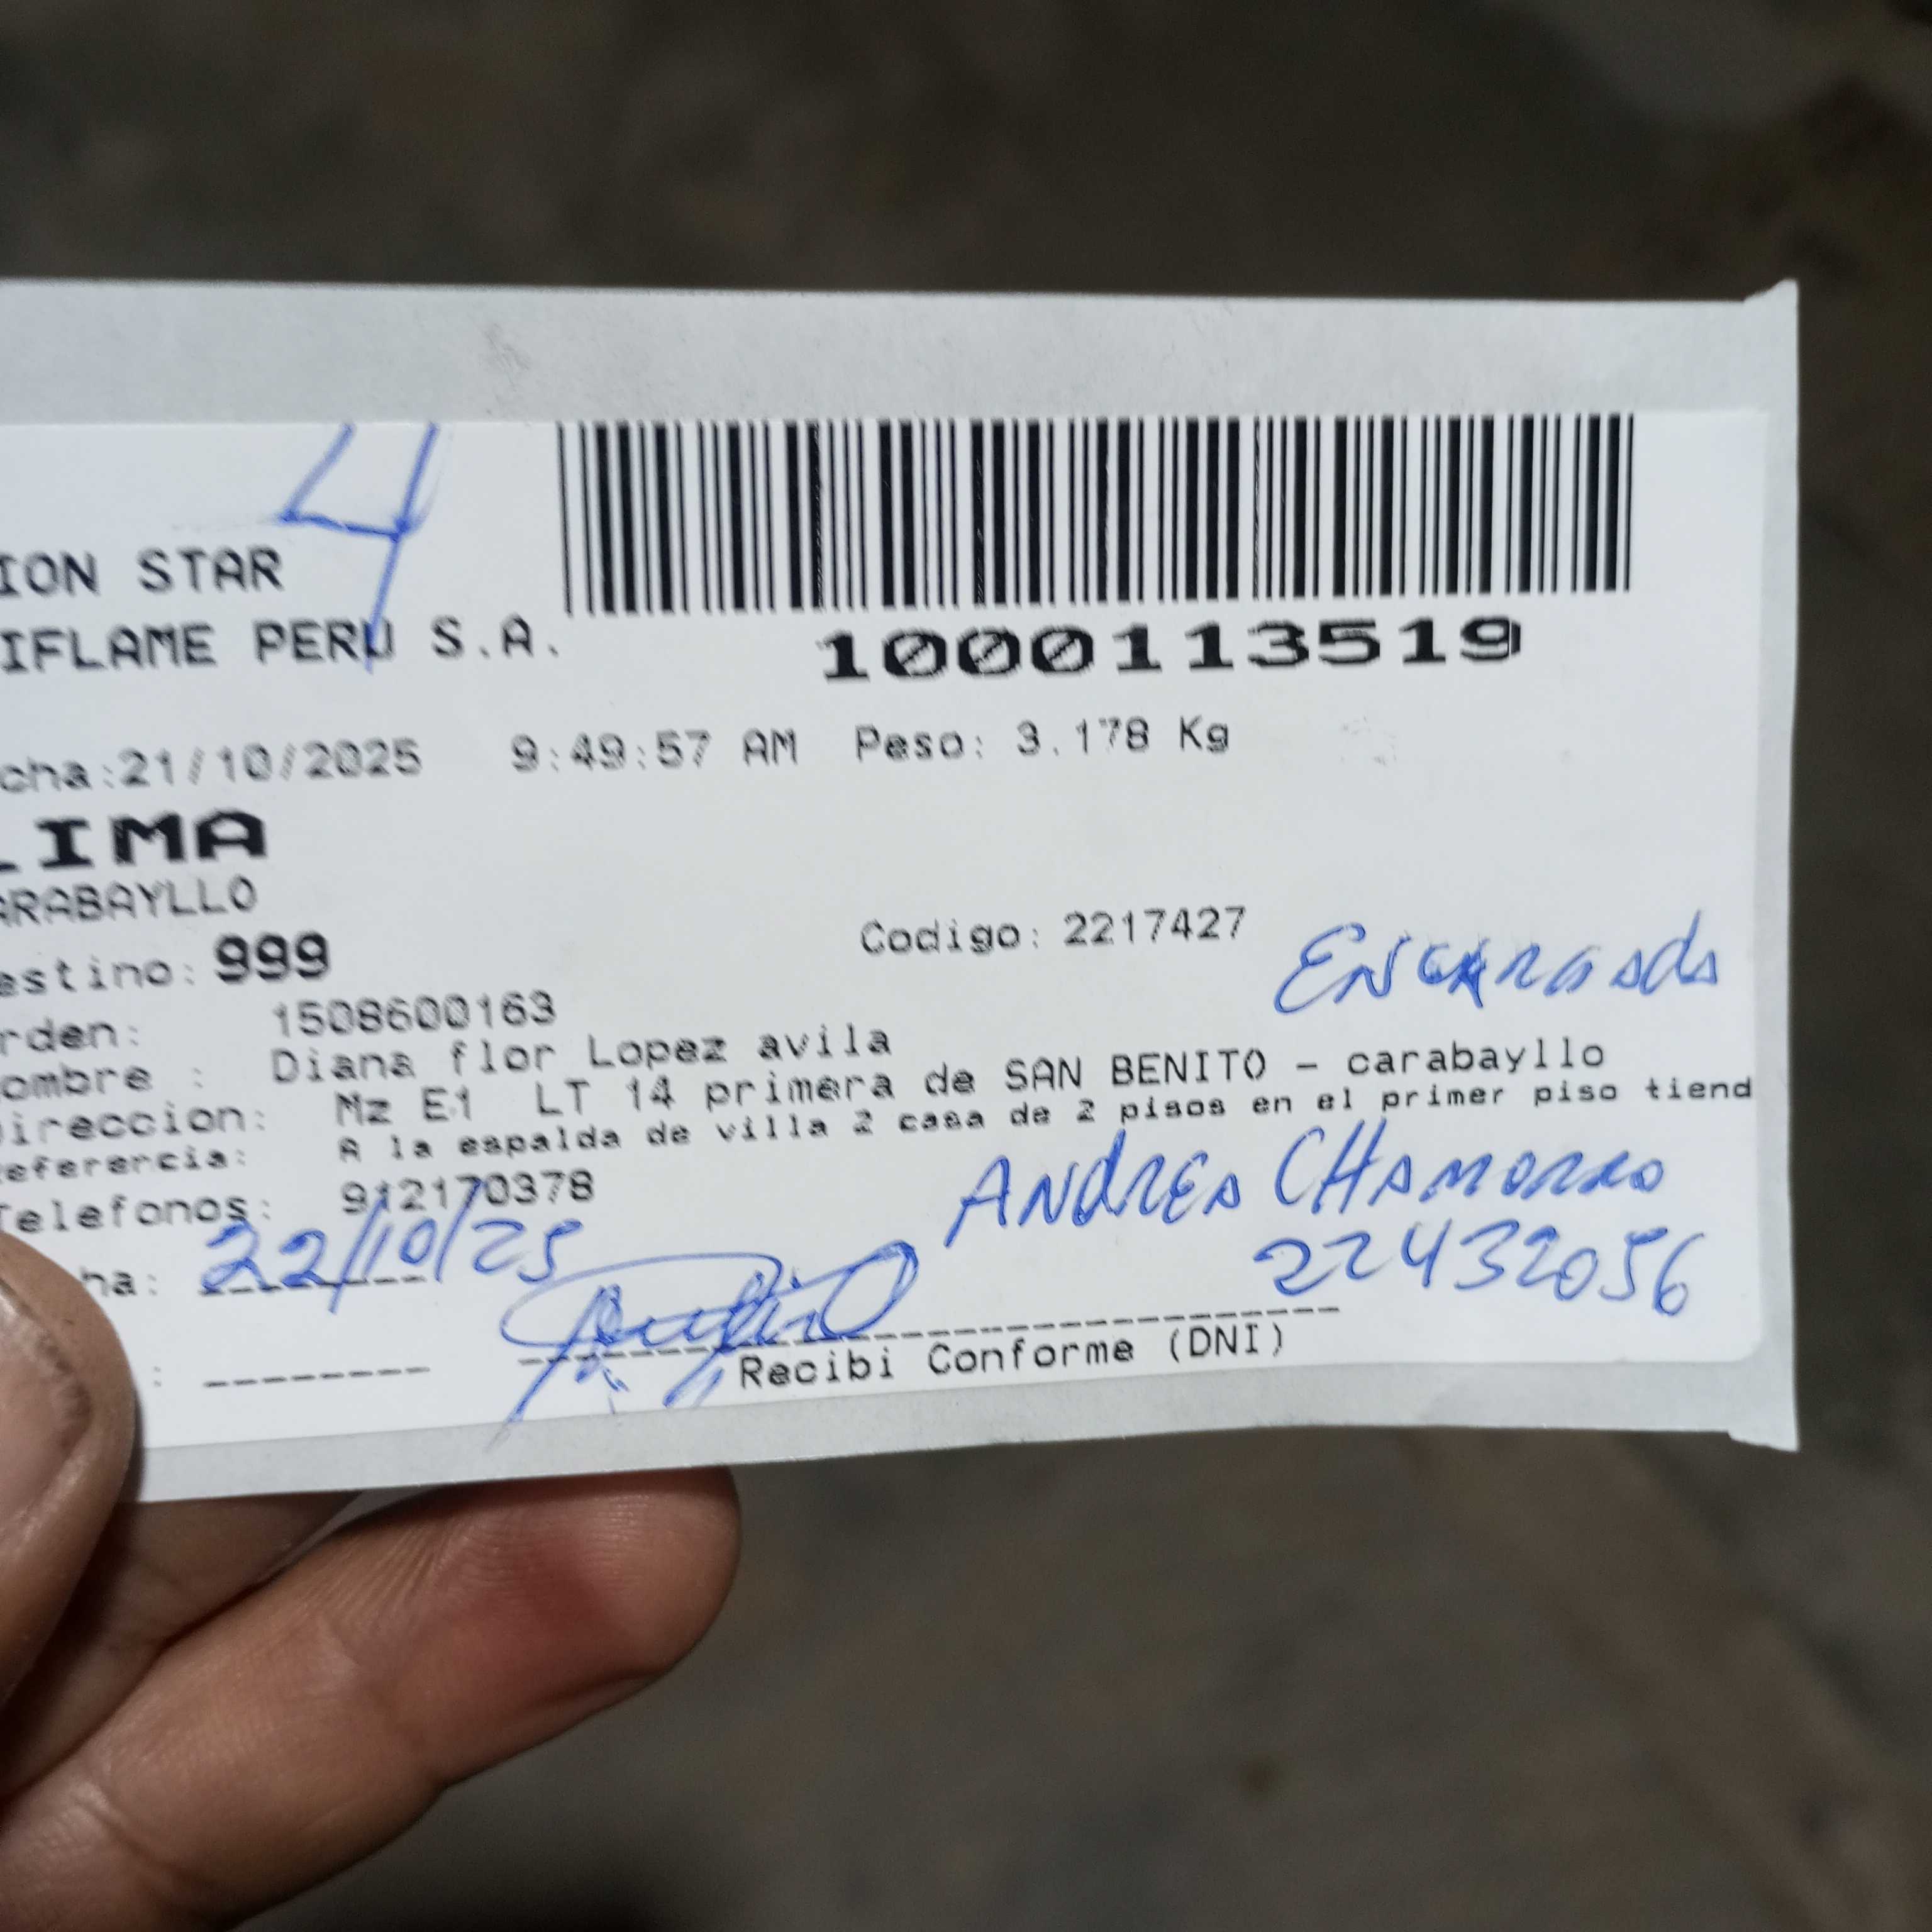 4
ION STAR
IFLAME PERU S.A.
1000113519
cha:21/10/2025 9:49:57 AM Peso: 3.178 Kg
LIMA
ARABAYLLO
Codigo: 2217427
estino: 999
Encargada
rden: 1508600163
ombre : Diana flor Lopez avila
ireccion: Mz E1 LT 14 primera de SAN BENITO - carabayllo
eferencia: A la espalda de villa 2 casa de 2 pisos en el primer piso tiend
Telefonos: 912170378
ANDREA CHAMORRO
ha: 22/10/25
22432056
: --------
Recibi Conforme (DNI)